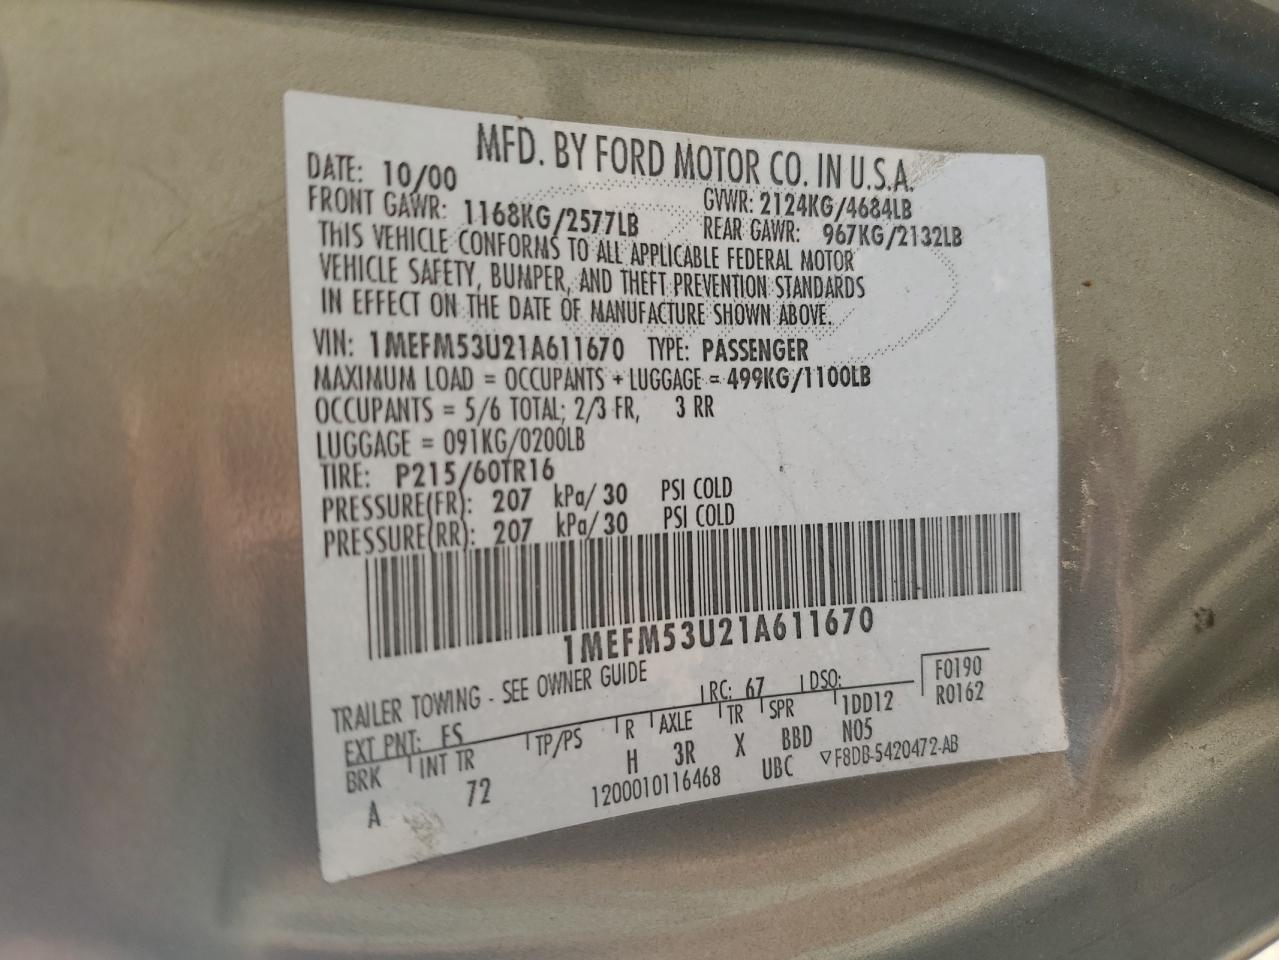 MFD. BY FORD MOTOR CO. IN U.S.A.
DATE: 10/00 GVWR: 2124KG/4684LB
FRONT GAWR: 1168KG/2577LB REAR GAWR: 967KG/2132LB
THIS VEHICLE CONFORMS TO ALL APPLICABLE FEDERAL MOTOR
VEHICLE SAFETY, BUMPER, AND THEFT PREVENTION STANDARDS
IN EFFECT ON THE DATE OF MANUFACTURE SHOWN ABOVE.
VIN: 1MEFM53U21A611670 TYPE: PASSENGER
MAXIMUM LOAD = OCCUPANTS + LUGGAGE = 499KG/1100LB
OCCUPANTS = 5/6 TOTAL; 2/3 FR, 3 RR
LUGGAGE = 091KG/0200LB
TIRE: P215/60TR16
PRESSURE(FR): 207 kPa/ 30 PSI COLD
PRESSURE(RR): 207 kPa/ 30 PSI COLD
1MEFM53U21A611670
TRAILER TOWING - SEE OWNER GUIDE
EXT PNT: FS RC: 67 DSO: F0190
BRK INT TR TP/PS R AXLE TR SPR 1DD12 R0162
A 72 H 3R X BBD N05
1200010116468 UBC ▽F8DB-5420472-AB